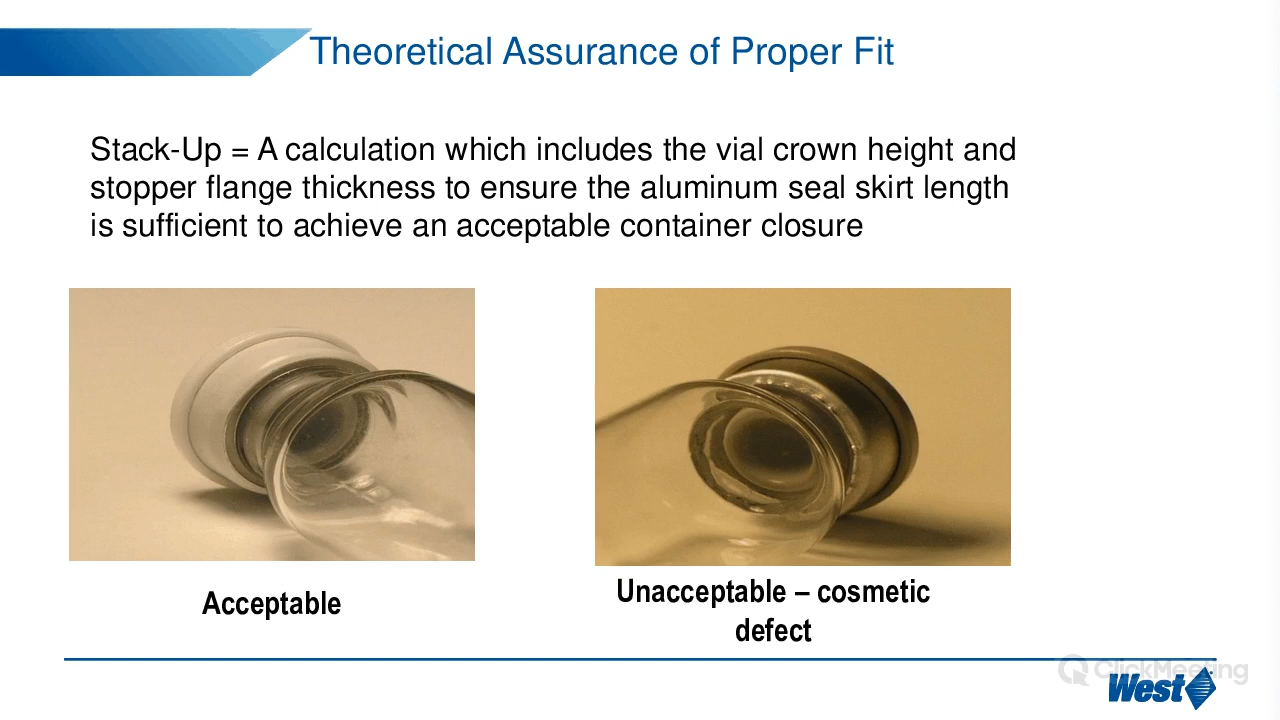 Theoretical Assurance of Proper Fit
Stack-Up = A calculation which includes the vial crown height and
stopper flange thickness to ensure the aluminum seal skirt length
is sufficient to achieve an acceptable container closure
Acceptable
Unacceptable – cosmetic
defect
ClickMeeting
West